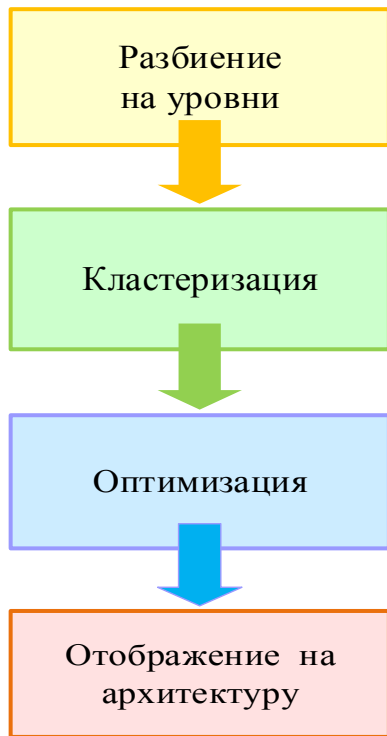 Разбиение
на уровни
Кластеризация
Оптимизация
Отображение на
архитектуру